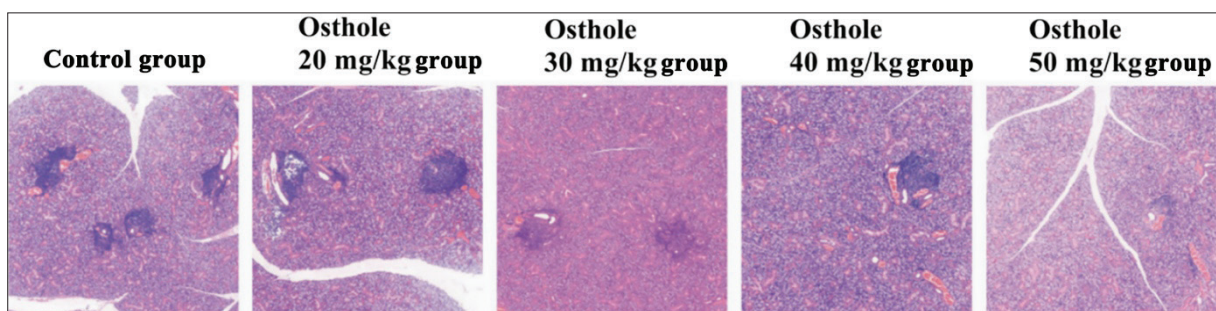 Control group
Osthole
20 mg/kg group
Osthole
30 mg/kg group
Osthole
40 mg/kg group
Osthole
50 mg/kg group